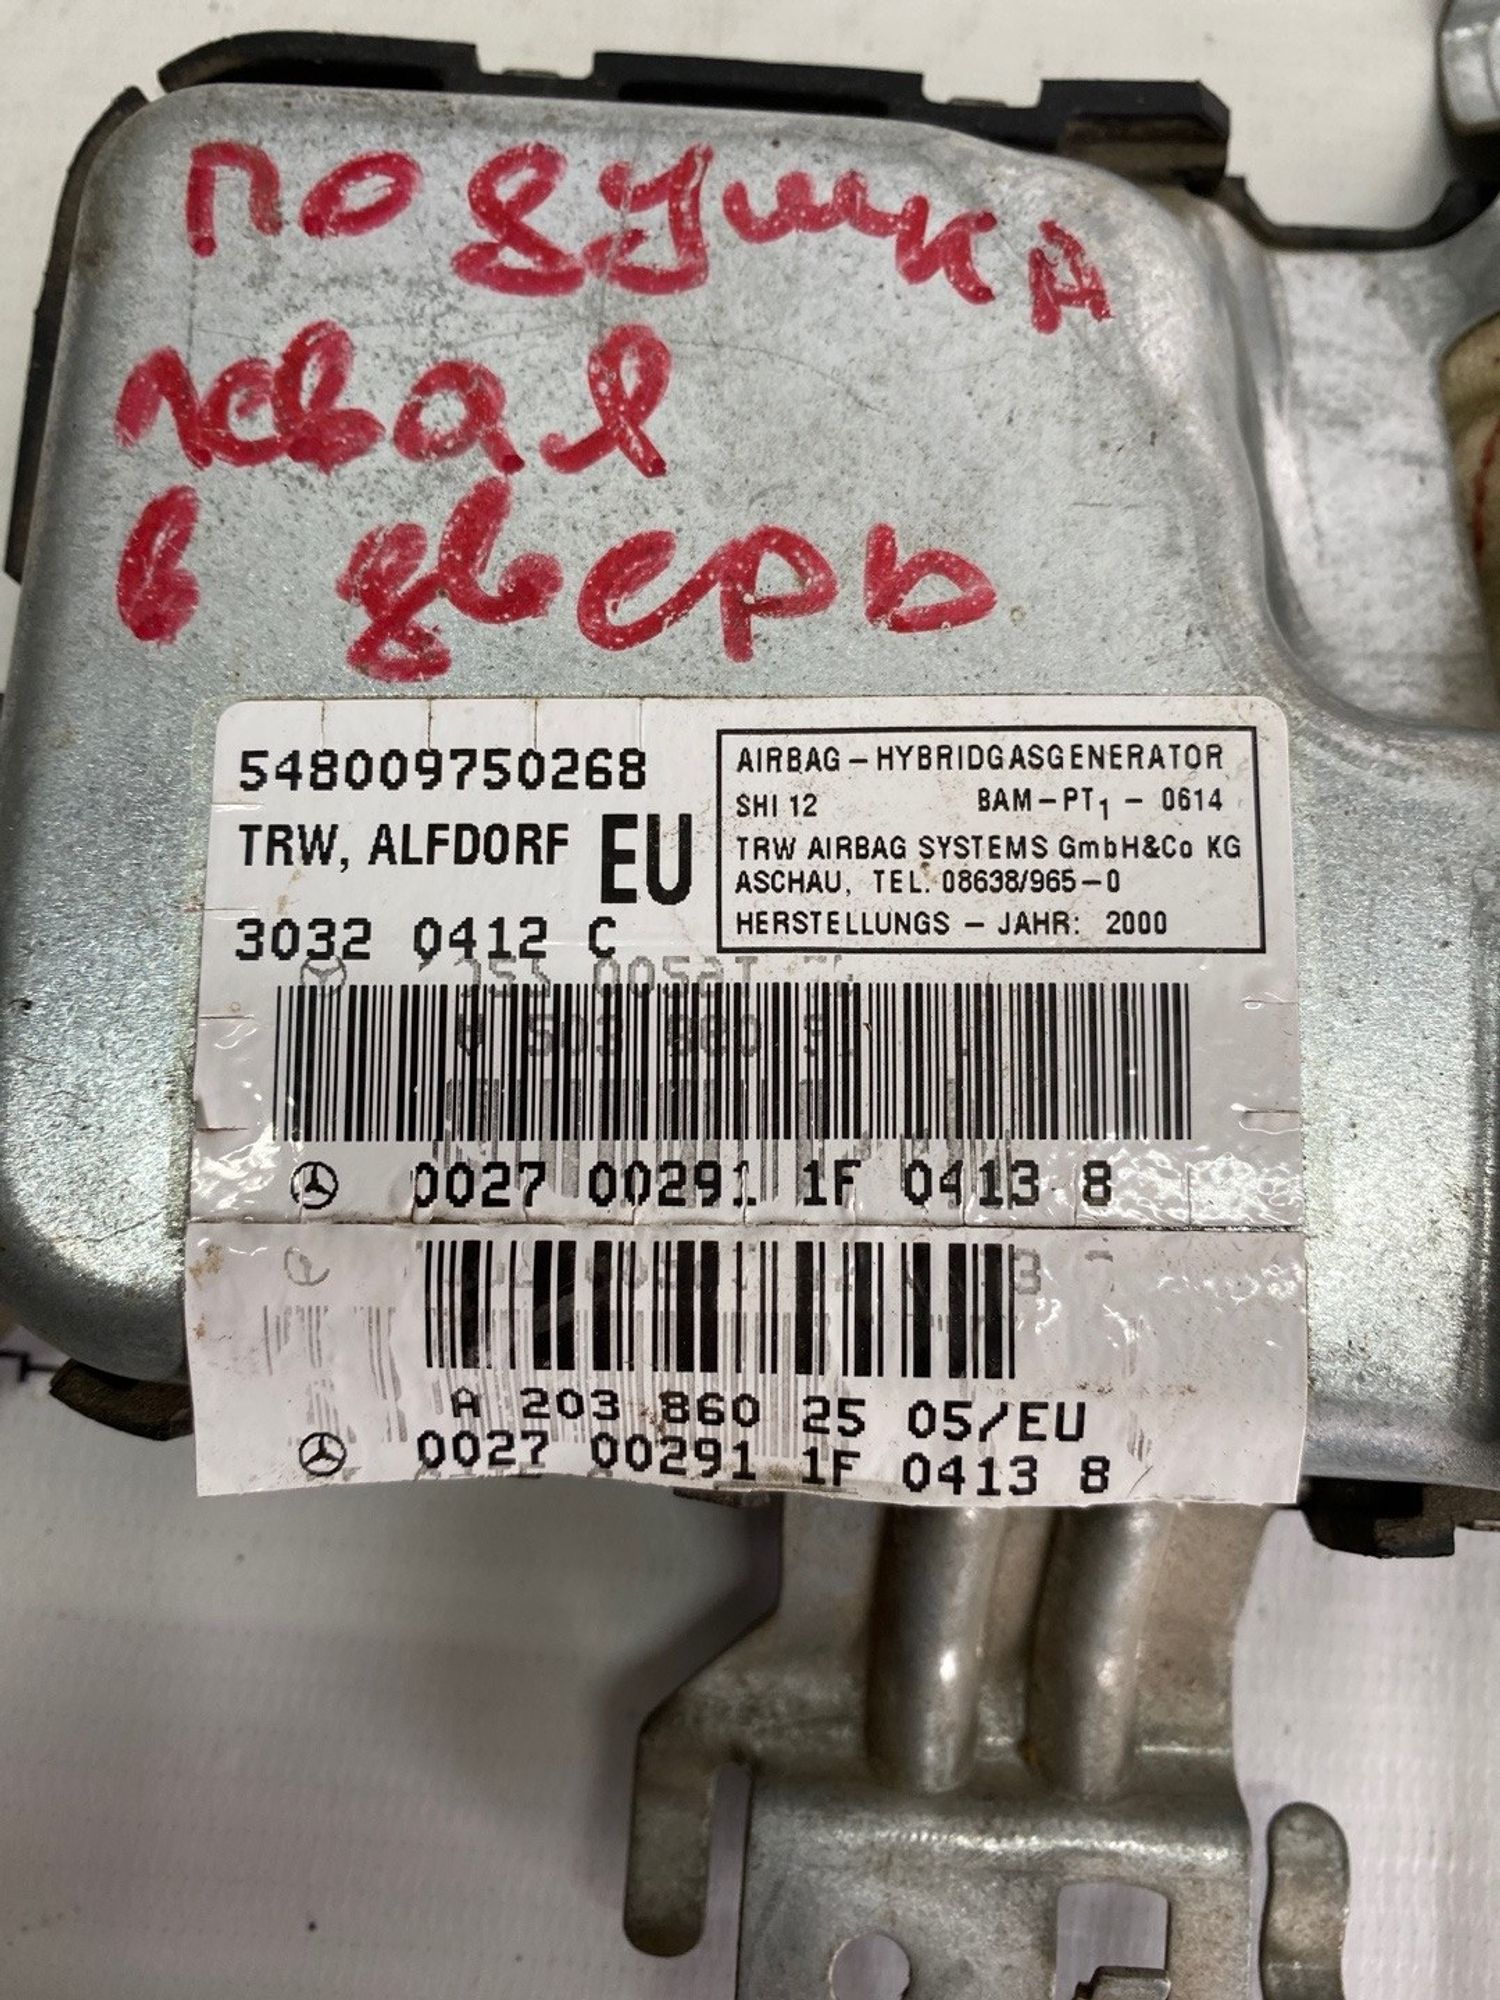 подушка
левая
в дверь
548009750268
TRW, ALFDORF EU
3032 0412 C
AIRBAG – HYBRIDGASGENERATOR
SHI 12 BAM – PT1 – 0614
TRW AIRBAG SYSTEMS GmbH&Co KG
ASCHAU, TEL. 08638/965–0
HERSTELLUNGS – JAHR: 2000
0027 00291 1F 0413 8
A 203 860 25 05/EU
0027 00291 1F 0413 8